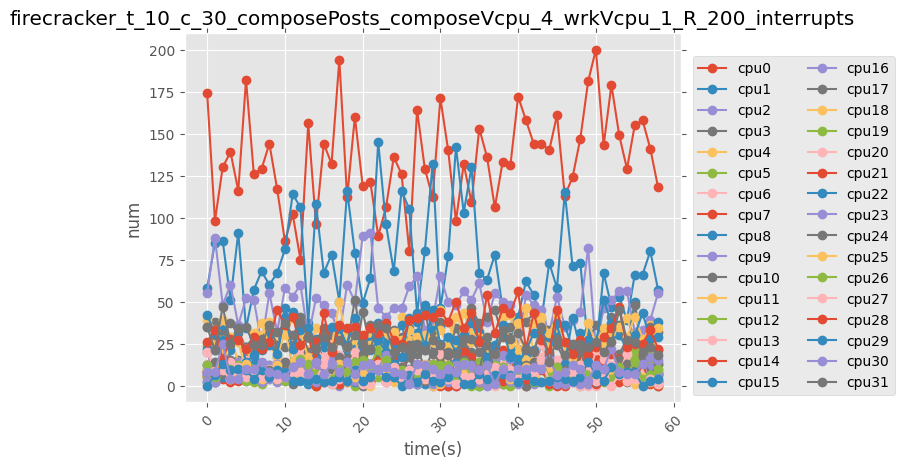 firecracker_t_10_c_30_composePosts_composeVcpu_4_wrkVcpu_1_R_200_interrupts
200
175
150
125
100
75
50
25
0
num
0
10
20
30
40
50
60
time(s)
cpu0
cpu1
cpu2
cpu3
cpu4
cpu5
cpu6
cpu7
cpu8
cpu9
cpu10
cpu11
cpu12
cpu13
cpu14
cpu15
cpu16
cpu17
cpu18
cpu19
cpu20
cpu21
cpu22
cpu23
cpu24
cpu25
cpu26
cpu27
cpu28
cpu29
cpu30
cpu31